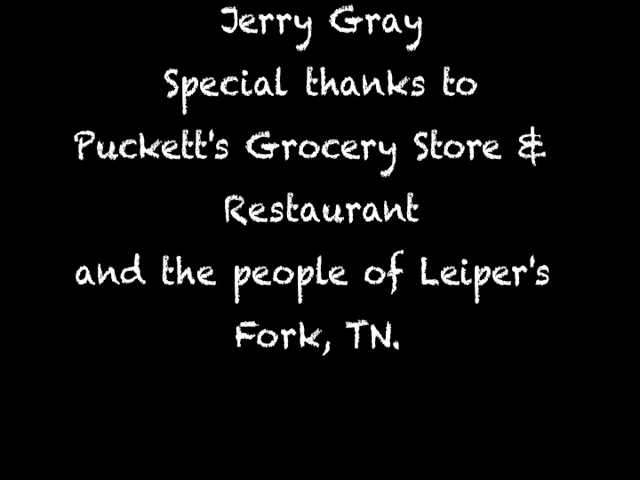 Jerry Gray
Special thanks to
Puckett's Grocery Store &
Restaurant
and the people of Leiper's
Fork, TN.